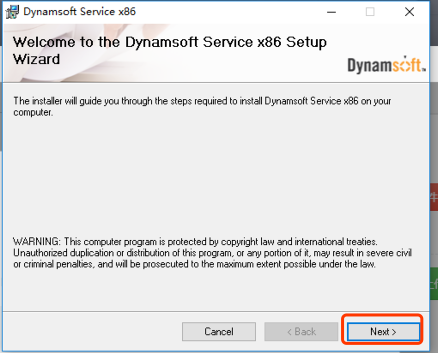 Dynamsoft Service x86
Welcome to the Dynamsoft Service x86 Setup
Wizard
Dynamsoft
The installer will guide you through the steps required to install Dynamsoft Service x86 on your
computer.
WARNING: This computer program is protected by copyright law and international treaties.
Unauthorized duplication or distribution of this program, or any portion of it, may result in severe civil
or criminal penalties, and will be prosecuted to the maximum extent possible under the law.
Cancel
< Back
Next >
件